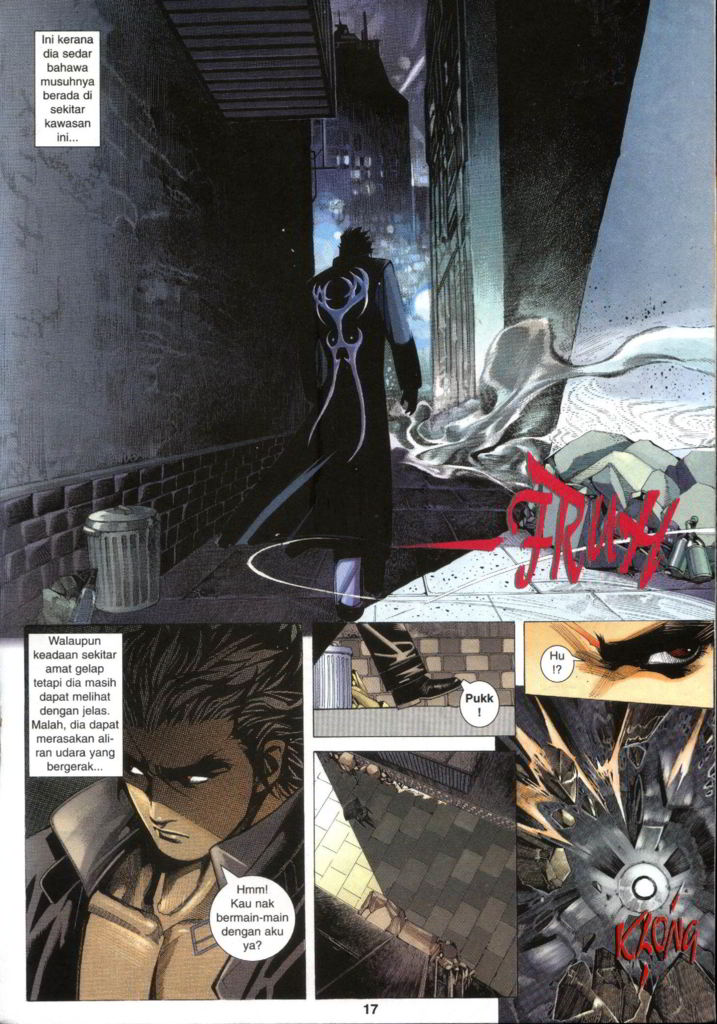 Ini kerana
dia sedar
bahawa
musuhnya
berada di
sekitar
kawasan
ini...
FRUH
Walaupun
keadaan sekitar
amat gelap
tetapi dia masih
dapat melihat
dengan jelas.
Malah, dia dapat
merasakan ali-
ran udara yang
bergerak...
Hmm!
Kau nak
bermain-main
dengan aku
ya?
Pukk
!
Hu
!?
KZONG
!
17